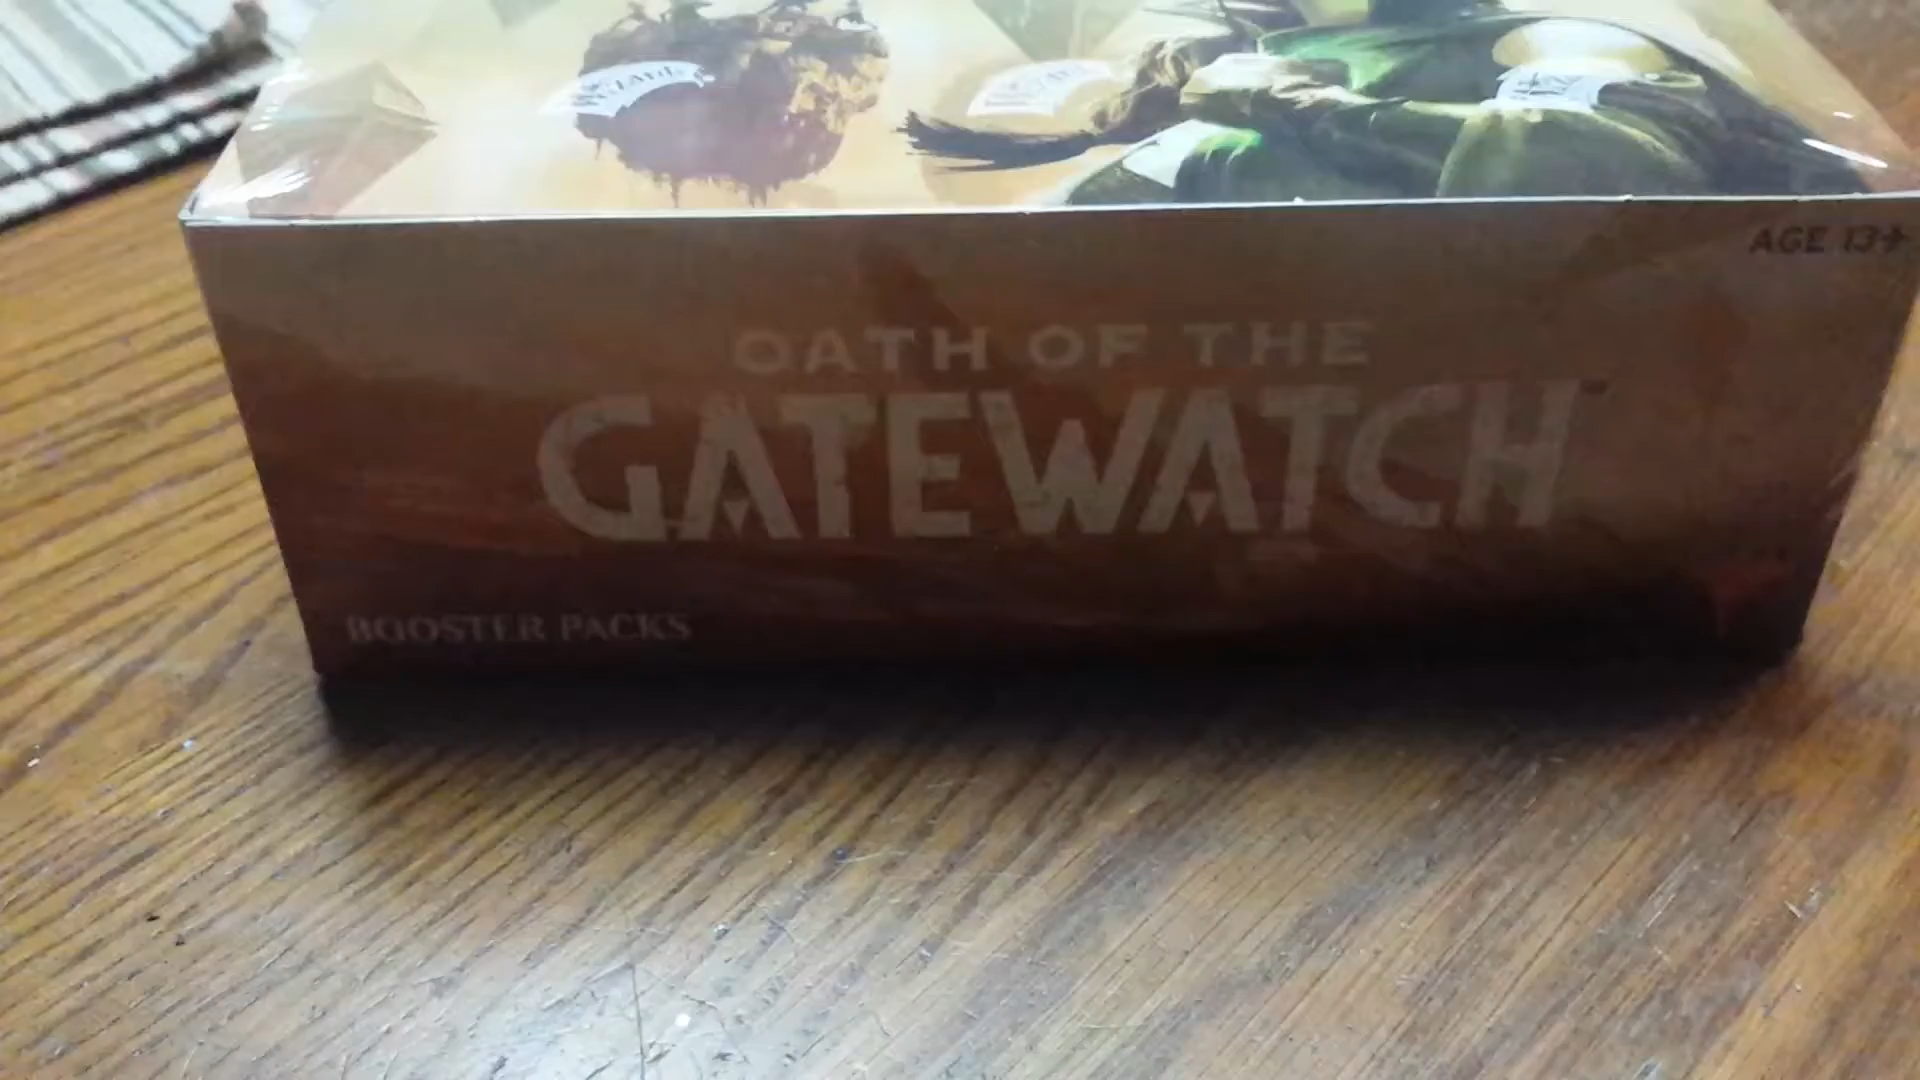 AGE 13+
OATH OF THE
GATEWATCH
BOOSTER PACKS